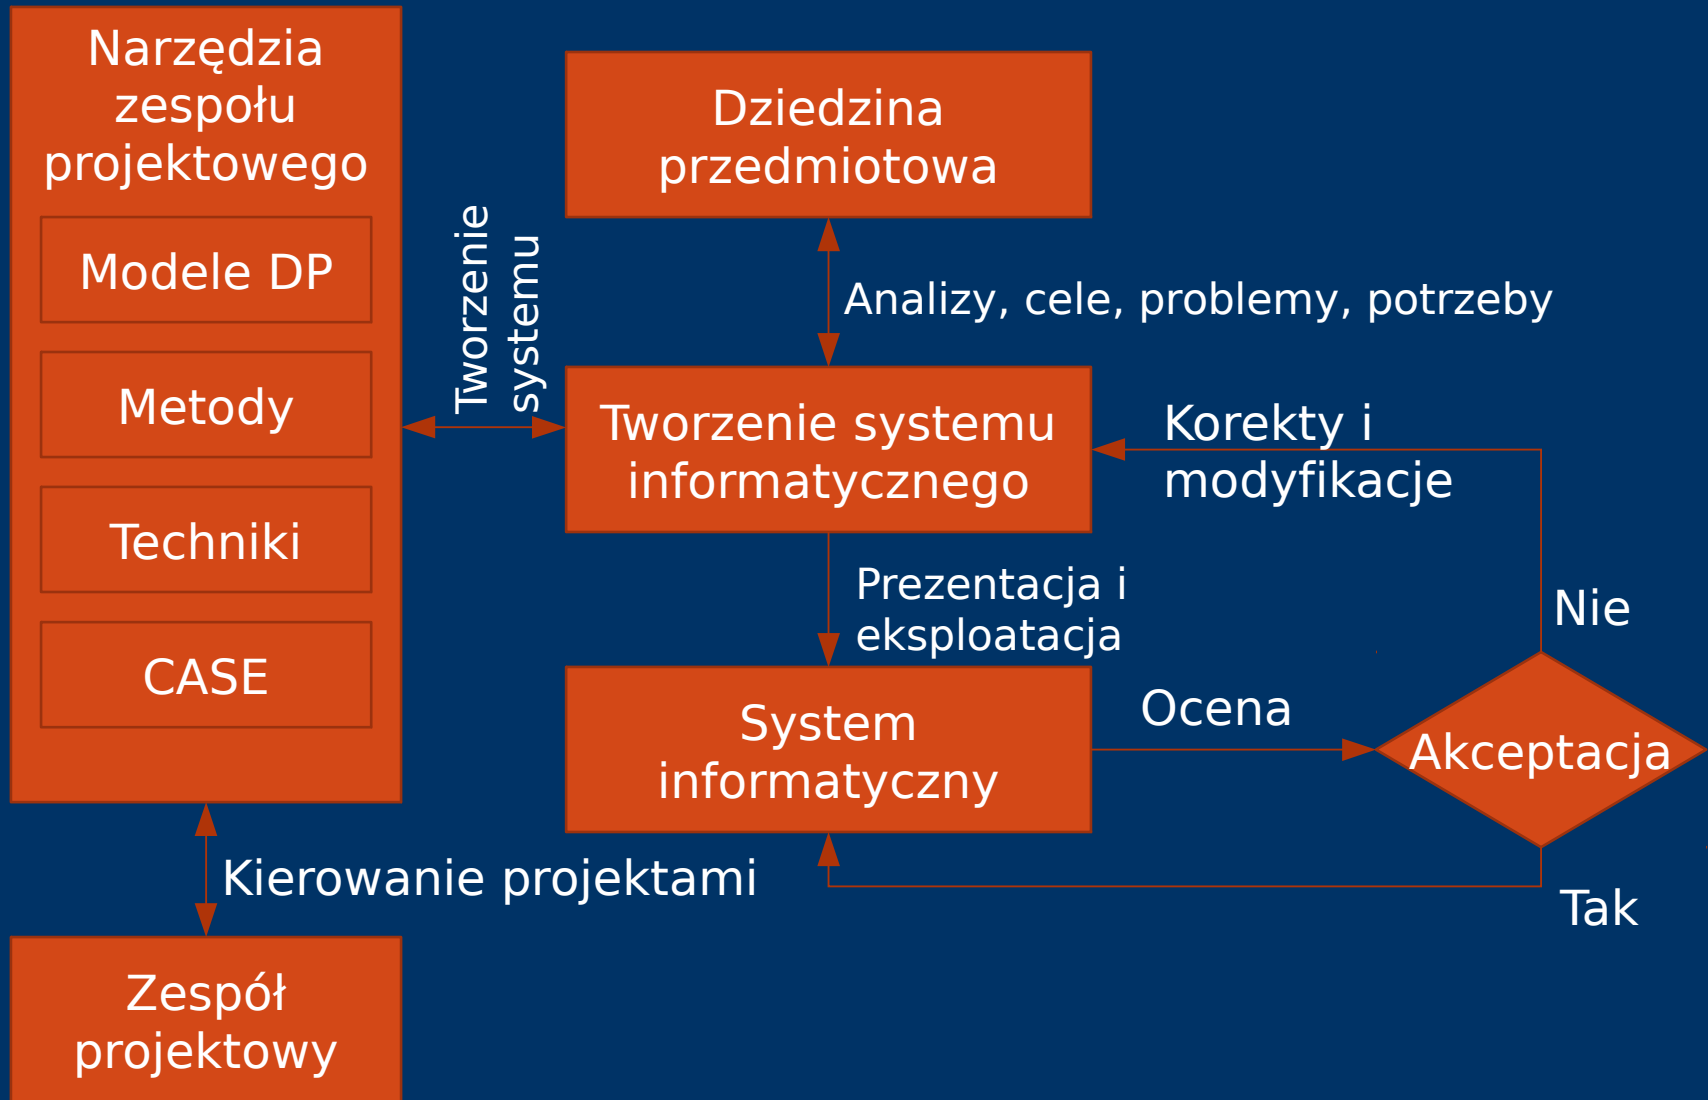 Narzędzia
zespołu
projektowego
Modele DP
Metody
Techniki
CASE
Kierowanie projektami
Zespół
projektowy
Tworzenie
systemu
Dziedzina
przedmiotowa
Analizy, cele, problemy, potrzeby
Tworzenie systemu
informatycznego
Korekty i
modyfikacje
Prezentacja i
eksploatacja
Nie
System
informatyczny
Ocena
Akceptacja
Tak